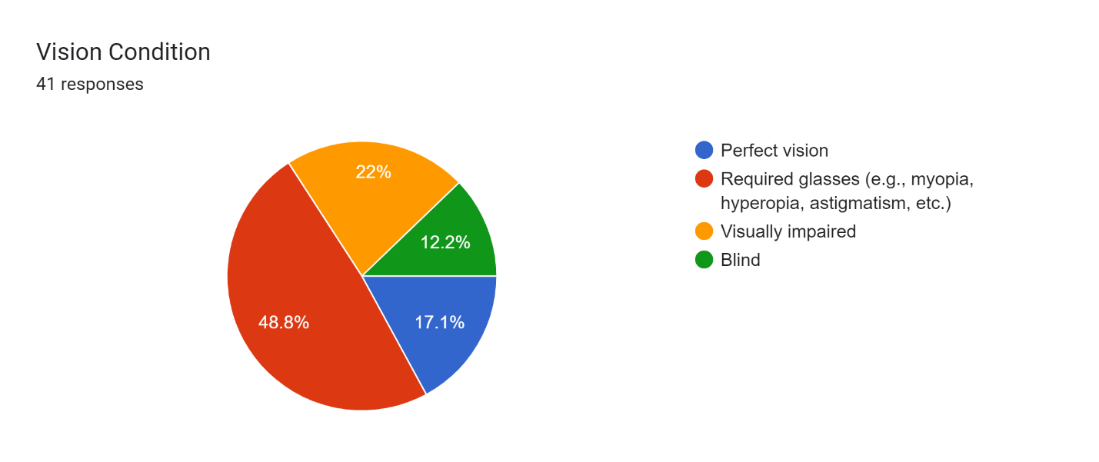 Vision Condition
41 responses
22%
12.2%
48.8%
17.1%
Perfect vision
Required glasses (e.g., myopia,
hyperopia, astigmatism, etc.)
Visually impaired
Blind